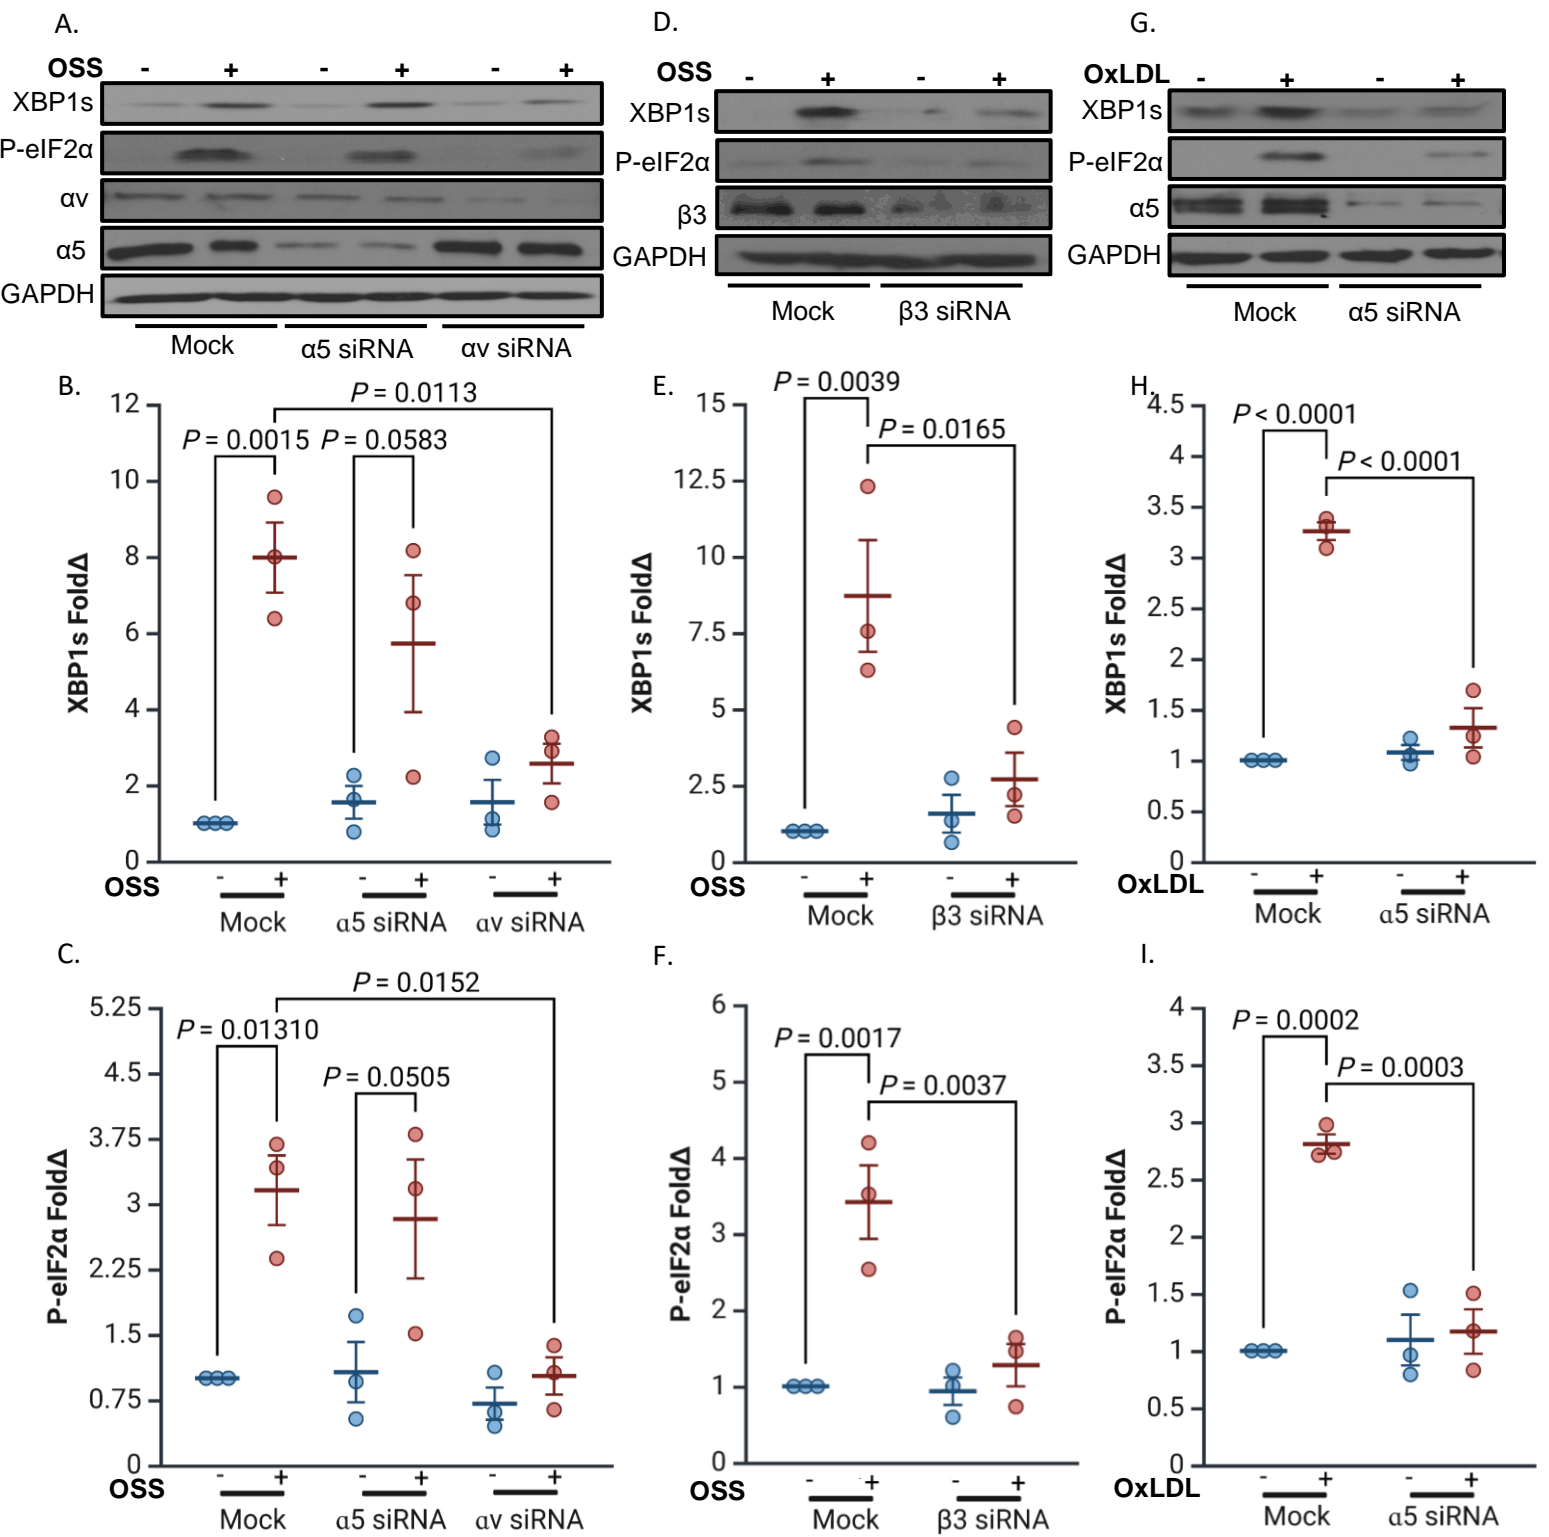 A.
OSS - + - + - +
XBP1s
P-eIF2α
αv
α5
GAPDH
Mock α5 siRNA αv siRNA
D.
OSS - + - +
XBP1s
P-eIF2α
β3
GAPDH
Mock β3 siRNA
G.
OxLDL - + - +
XBP1s
P-eIF2α
α5
GAPDH
Mock α5 siRNA
B.
P = 0.0113
P = 0.0015 P = 0.0583
XBP1s FoldΔ
12
10
8
6
4
2
0
OSS - + - + - +
Mock α5 siRNA αv siRNA
E.
P = 0.0039
P = 0.0165
XBP1s FoldΔ
15
12.5
10
7.5
5
2.5
0
OSS - + - +
Mock β3 siRNA
H.
P < 0.0001
P < 0.0001
XBP1s FoldΔ
4.5
4
3.5
3
2.5
2
1.5
1
0.5
0
OxLDL - + - +
Mock α5 siRNA
C.
P = 0.0152
P = 0.01310
P = 0.0505
P-eIF2α FoldΔ
5.25
4.5
3.75
3
2.25
1.5
0.75
0
OSS - + - + - +
Mock α5 siRNA αv siRNA
F.
P = 0.0017
P = 0.0037
P-eIF2α FoldΔ
6
5
4
3
2
1
0
OSS - + - +
Mock β3 siRNA
I.
P = 0.0002
P = 0.0003
P-eIF2α FoldΔ
4
3.5
3
2.5
2
1.5
1
0.5
0
OxLDL - + - +
Mock α5 siRNA